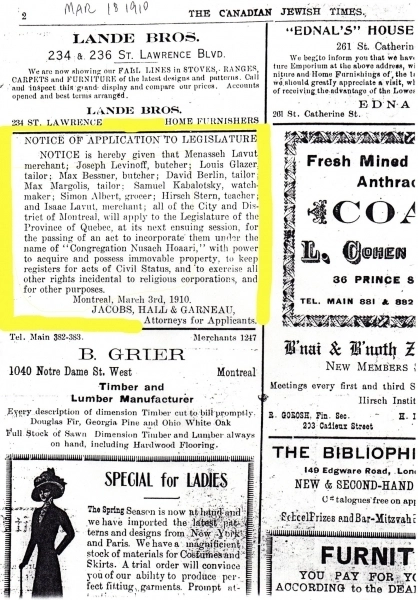 MAR 18 1910
2 THE CANADIAN JEWISH TIMES.
LANDE BROS.
234 & 236 ST. LAWRENCE BLVD.
We are now showing our FABL LINES in STOVES, RANGES,
CARPETS and FURNITURE of the latest designs and patterns. Call
and inspect this grand display and compare our prices. Accounts
opened and best terms arranged.
LANDE BROS.
234 ST. LAWRENCE HOME FURNISHERS
NOTICE OF APPLICATION TO LEGISLATURE
NOTICE is hereby given that Menasseh Lavut
merchant; Joseph Levinoff, butcher; Louis Glazer,
tailor; Max Bessner, butcher; David Berlin, tailor
Max Margolis, tailor; Samuel Kabalotsky, watch-
maker; Simon Albert, grocer; Hirsch Stern, teacher
and Isaac Lavut, merchant; all of the City and Dis-
trict of Montreal, will apply to the Legislature of the
Province of Quebec, at its next ensuing session, for
the passing of an act to incorporate them under the
name of "Congregation Nusach Hoaari," with power
to acquire and possess immovable property, to keep
registers for acts of Civil Status, and to exercise all
other rights incidental to religious corporations, and
for other purposes.
Montreal, March 3rd, 1910.
JACOBS, HALL & GARNEAU,
Attorneys for Applicants.
Tel. Main 382-383. Merchants 1247
B. GRIER
1040 Notre Dame St. West Montreal
Timber and
Lumber Manufacturer
Every description of dimension Timber cut to bill promptly.
Douglas Fir, Georgia Pine and Ohio White Oak
Full Stock of Sawn Dimension Timber and Lumber always
on hand, including Hardwood Flooring.
SPECIAL for LADIES
The Spring Season is now at hand and
we have imported the latest pat-
terns and designs from New York
and Paris. We have a magnificent
stock of materials for Costumes and
Skirts. A trial order will convince
you of our ability to produce per-
fect fitting, garments. Prompt at-
"EDNAL'S" HOUSE
261 St. Catherin
We beg to inform you that we
ture Emporium at the above address, wi
niture and Home Furnishings of, the
we should greatly appreciate a visit, wh
receiving the advantage of the Lowes
EDNA
261 St. Catherine St.
Fresh Mined
Anthra
COA
L. COHEN
36 PRINCE S
TEL. MAIN 881 & 882
B'nai & B'noth Z
NEW MEMBERS
Meetings every first and third S
Hirsch Instit
R. GOROSH, Fin. Sec. H. I
203 Cadieux Street
THE BIBLIOPHI
149 EDGWARE ROAD, Lon
NEW & SECOND-HAND
Catalogues free on app
School Prizes and Bar-Mitzvah
FURNIT
YOU PAY FOR Y
ACCORDING to the DEA